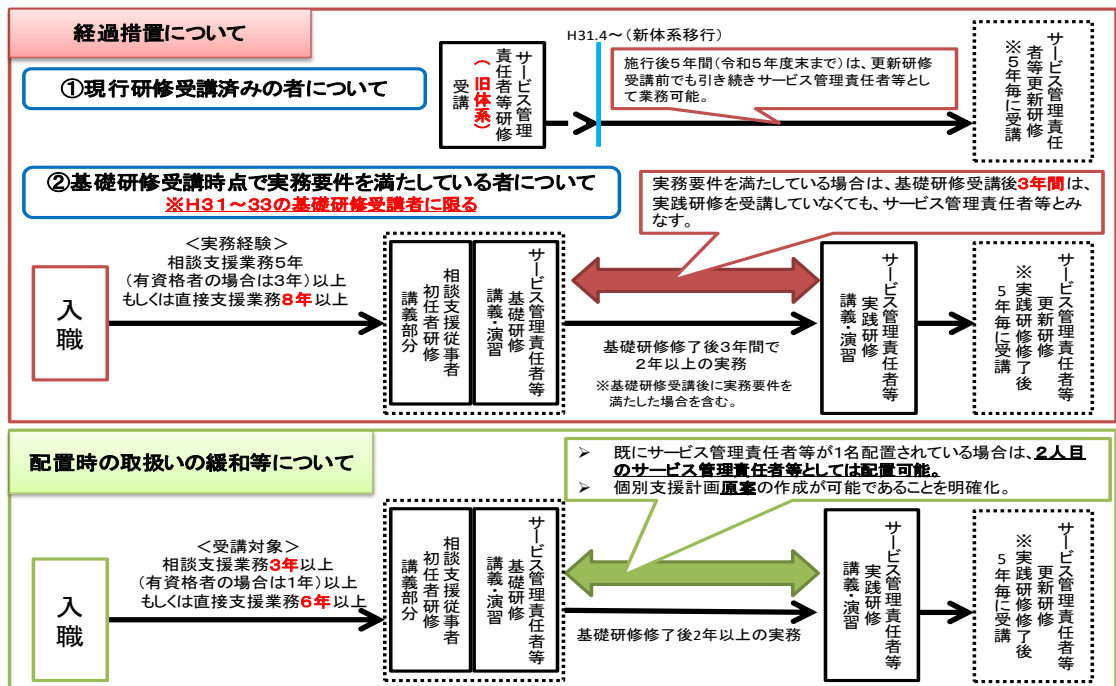 経過措置について
①現行研修受講済みの者について
サービス管理
責任者等研修
(旧体系)
受講
H31.4~(新体系移行)
施行後5年間(令和5年度末まで)は、更新研修
受講前でも引き続きサービス管理責任者等とし
て業務可能。
サービス管理責任
者等更新研修
※5年毎に受講
②基礎研修受講時点で実務要件を満たしている者について
※H31~33の基礎研修受講者に限る
実務要件を満たしている場合は、基礎研修受講後3年間は、
実践研修を受講していなくても、サービス管理責任者等とみ
なす。
入職
<実務経験>
相談支援業務5年
(有資格者の場合は3年)以上
もしくは直接支援業務8年以上
相談支援従事者
初任者研修
講義部分
サービス管理責任者等
基礎研修
講義・演習
基礎研修修了後3年間で
2年以上の実務
※基礎研修受講後に実務要件を
満たした場合を含む。
サービス管理責任者等
実践研修
講義・演習
サービス管理責任者等
更新研修
※実践研修修了後
5年毎に受講
配置時の取扱いの緩和等について
➢ 既にサービス管理責任者等が1名配置されている場合は、2人目
のサービス管理責任者等としては配置可能。
➢ 個別支援計画原案の作成が可能であることを明確化。
入職
<受講対象>
相談支援業務3年以上
(有資格者の場合は1年)以上
もしくは直接支援業務6年以上
相談支援従事者
初任者研修
講義部分
サービス管理責任者等
基礎研修
講義・演習
基礎研修修了後2年以上の実務
サービス管理責任者等
実践研修
講義・演習
サービス管理責任者等
更新研修
※実践研修修了後
5年毎に受講